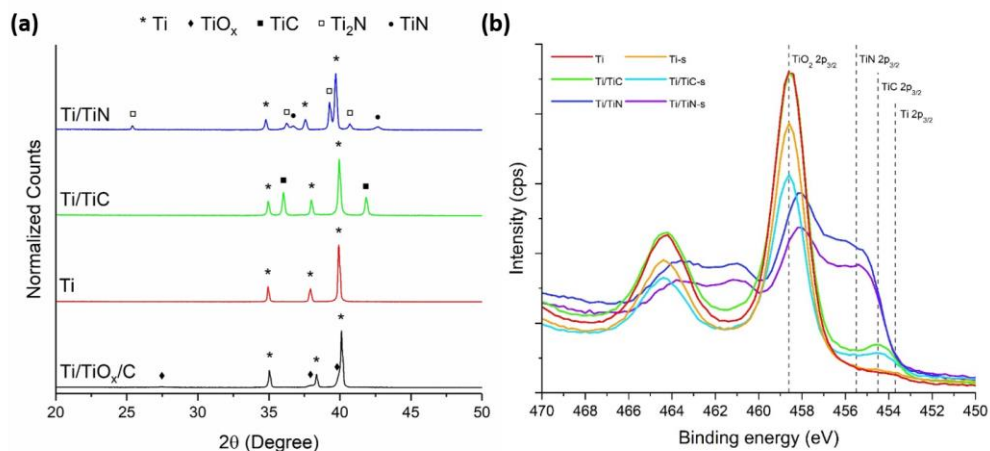 (a)
* Ti ♦ TiOₓ ■ TiC □ Ti₂N • TiN
Ti/TiN
Ti/TiC
Ti
Ti/TiOₓ/C
* * * * * * * * * * * *
□ □ □ □ • • ■ ■ ♦ ♦ ♦
Normalized Counts
20 25 30 35 40 45 50
2θ (Degree)
(b)
Ti Ti-s
Ti/TiC Ti/TiC-s
Ti/TiN Ti/TiN-s
TiO₂ 2p₃/₂
TiN 2p₃/₂
TiC 2p₃/₂
Ti 2p₃/₂
Intensity (cps)
470 468 466 464 462 460 458 456 454 452 450
Binding energy (eV)